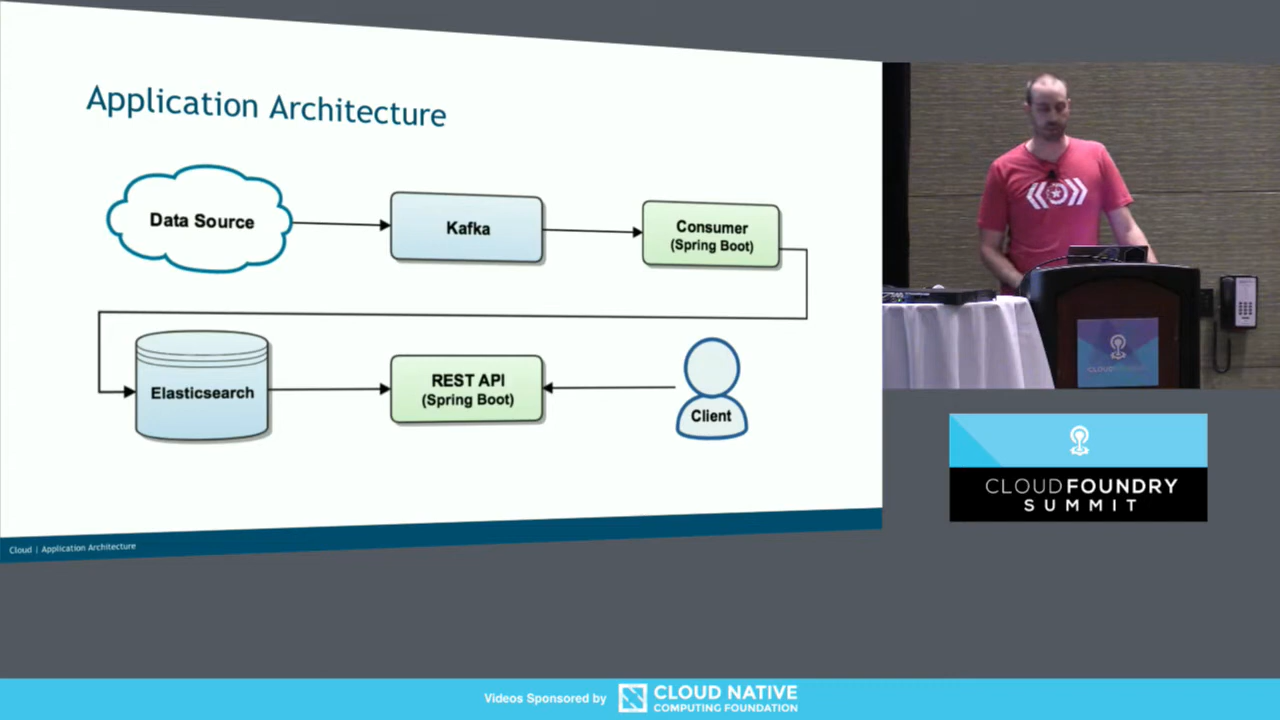 Application Architecture
Data Source
Kafka
Consumer
(Spring Boot)
Elasticsearch
REST API
(Spring Boot)
Client
Cloud | Application Architecture
CLOUD FOUNDRY
SUMMIT
Videos Sponsored by
CLOUD NATIVE
COMPUTING FOUNDATION